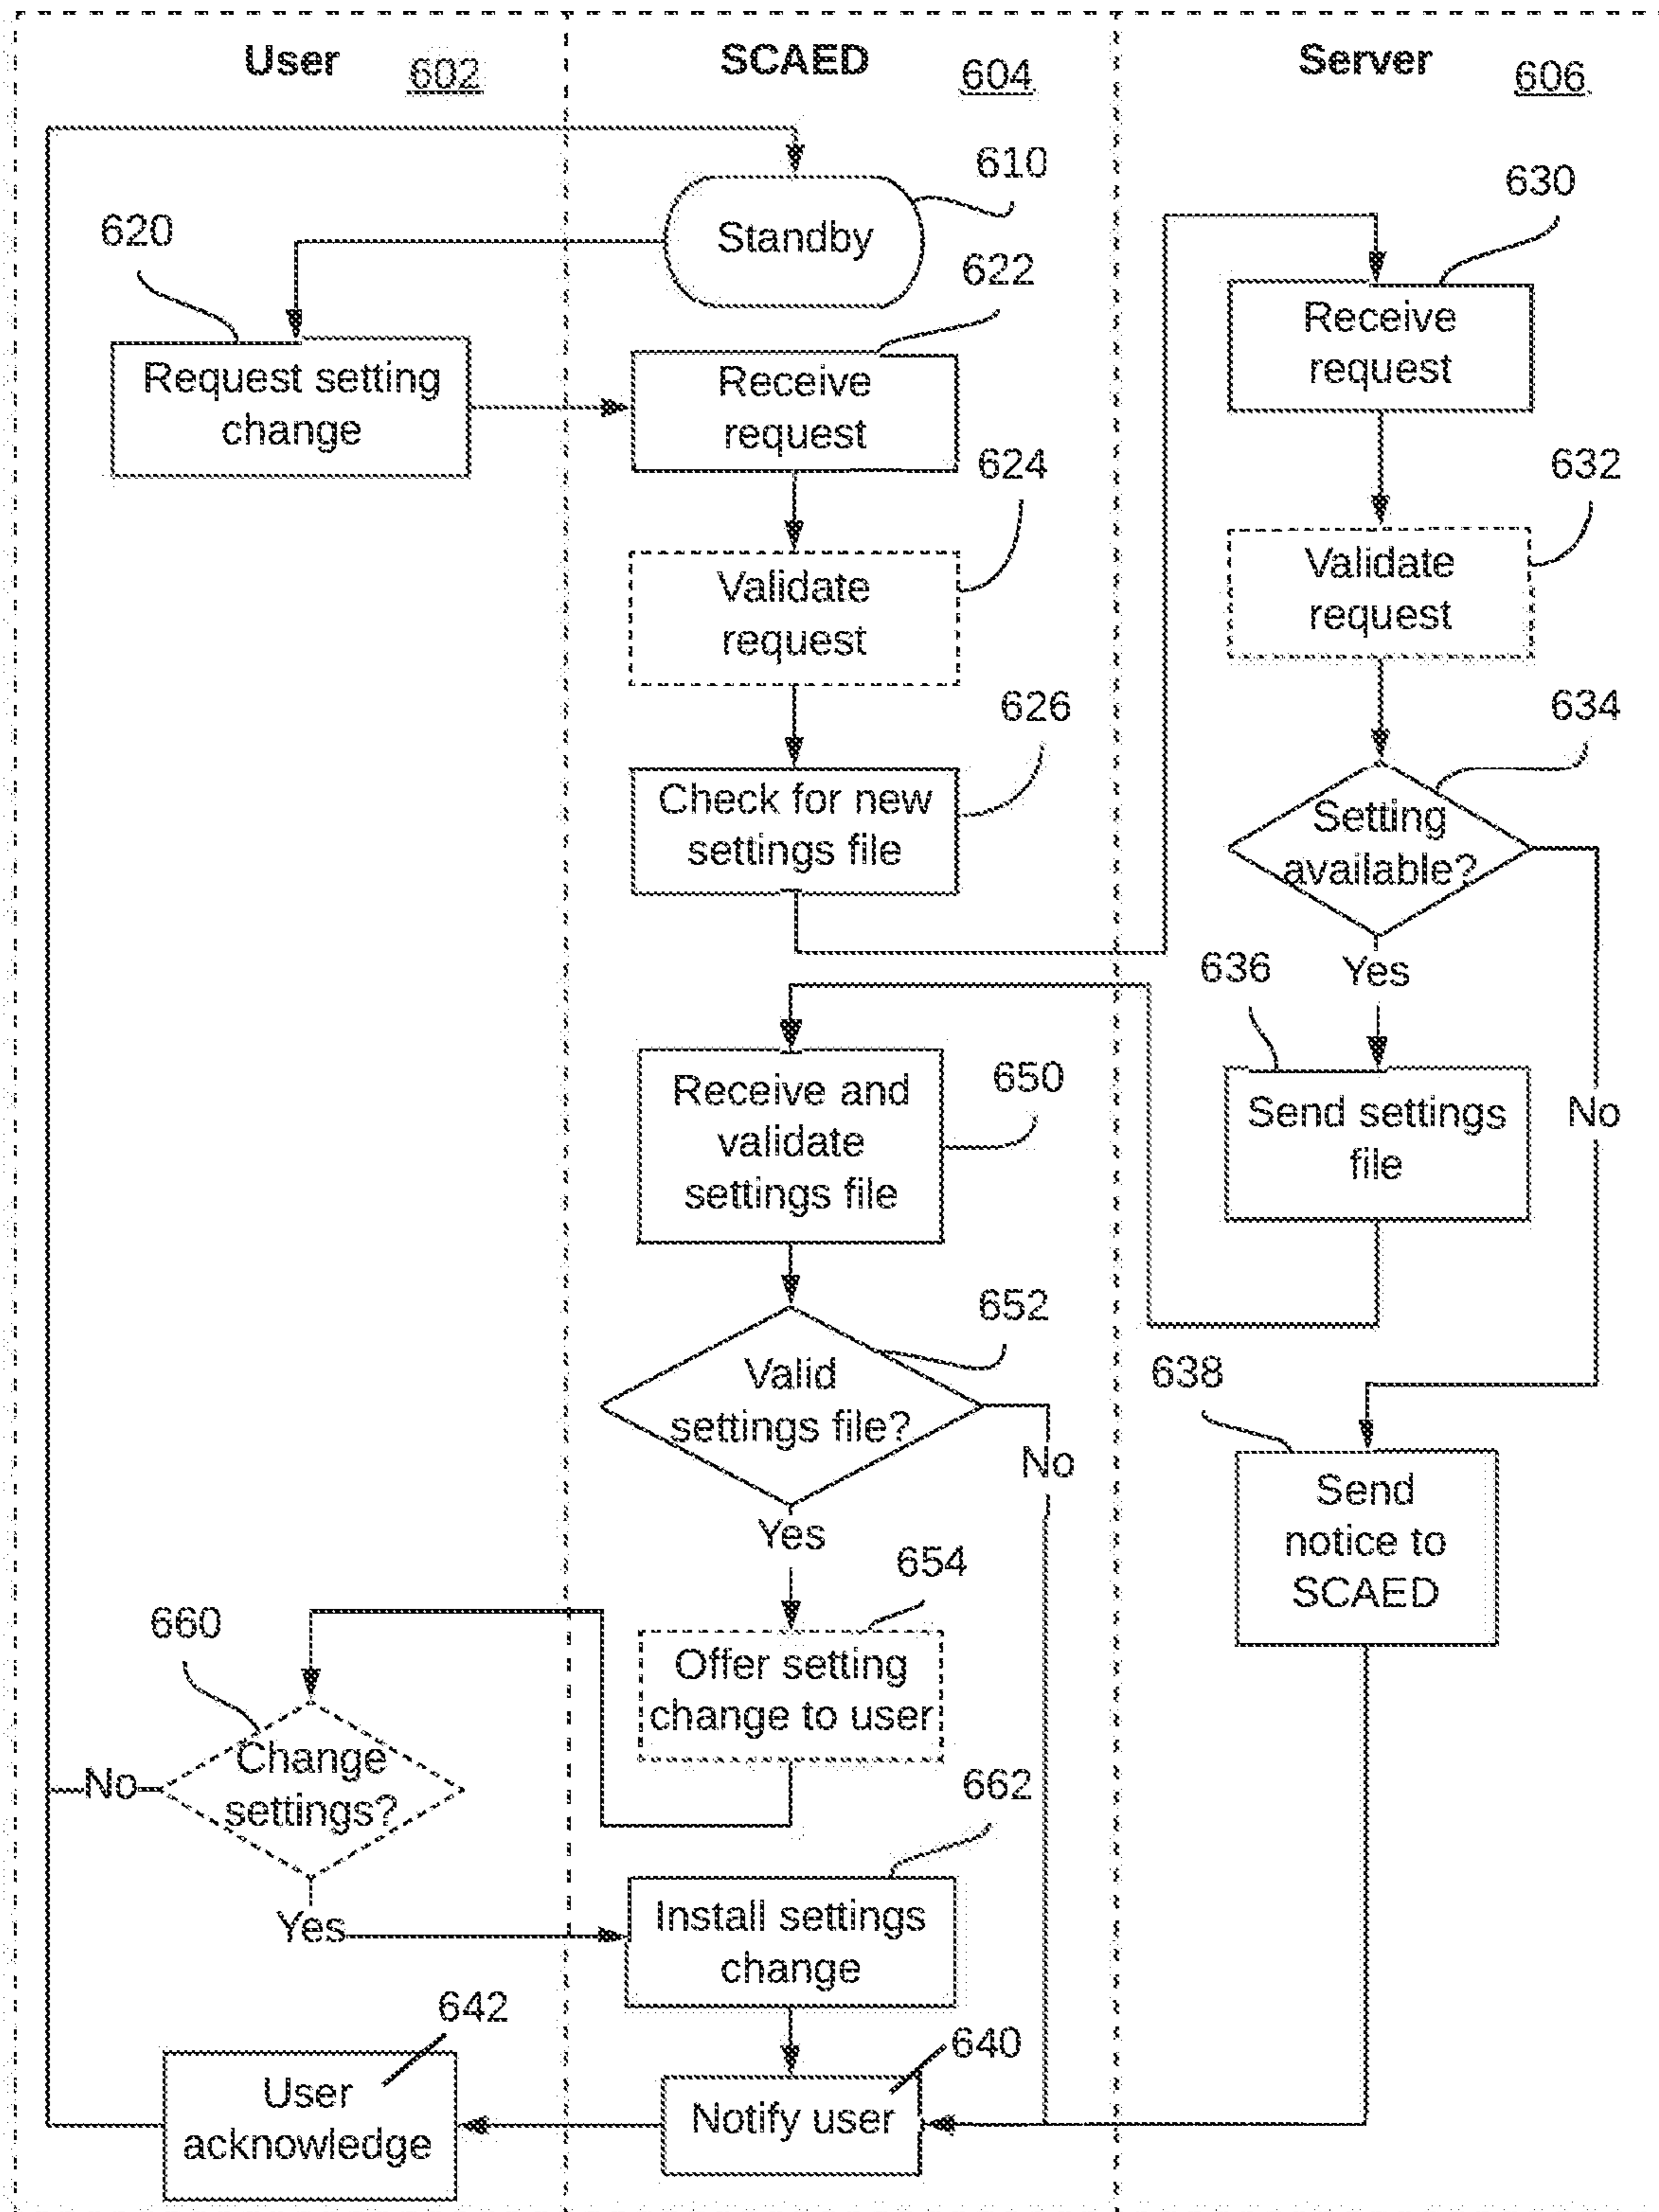 User 602
SCAED 604
Server 606
610
Standby
620
Request setting
change
622
Receive
request
624
Validate
request
626
Check for new
settings file
630
Receive
request
632
Validate
request
634
Setting
available?
Yes
No
636
Send settings
file
638
Send
notice to
SCAED
650
Receive and
validate
settings file
652
Valid
settings file?
No
Yes
654
Offer setting
change to user
660
Change
settings?
No
Yes
662
Install settings
change
640
Notify user
642
User
acknowledge